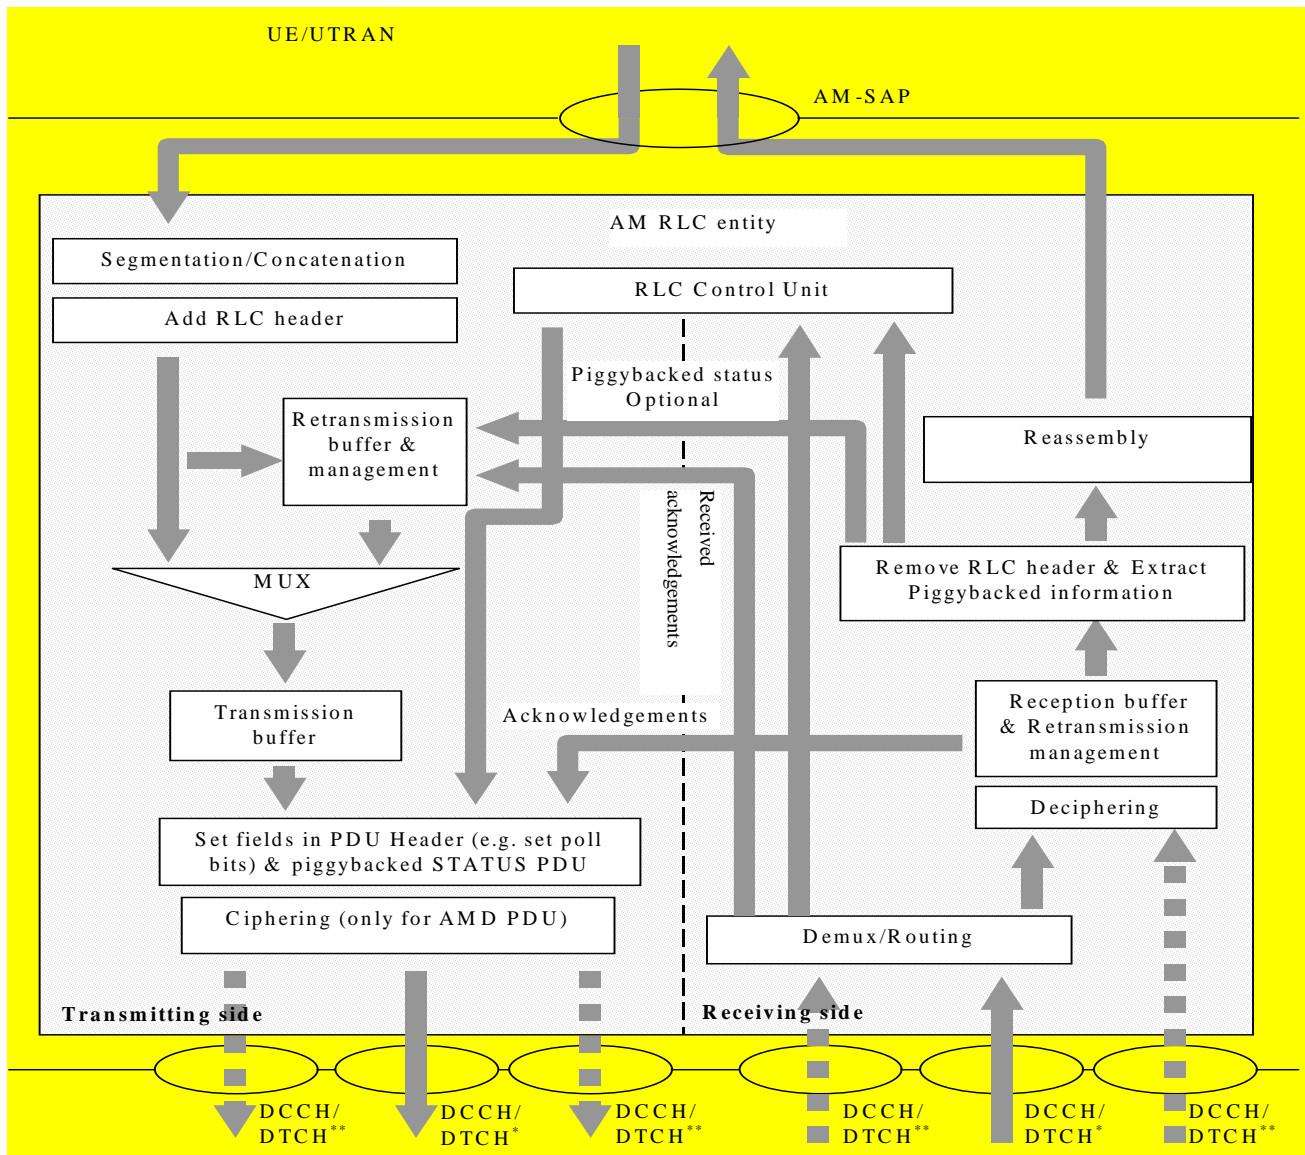 UE/UTRAN
AM-SAP
AM RLC entity
Segmentation/Concatenation
RLC Control Unit
Add RLC header
Piggybacked status
Optional
Retransmission
buffer &
management
Reassembly
Received
acknowledgements
MUX
Remove RLC header & Extract
Piggybacked information
Transmission
buffer
Acknowledgements
Reception buffer
& Retransmission
management
Deciphering
Set fields in PDU Header (e.g. set poll
bits) & piggybacked STATUS PDU
Ciphering (only for AMD PDU)
Demux/Routing
Transmitting side
Receiving side
DCCH/
DTCH**
DCCH/
DTCH*
DCCH/
DTCH**
DCCH/
DTCH**
DCCH/
DTCH*
DCCH/
DTCH**